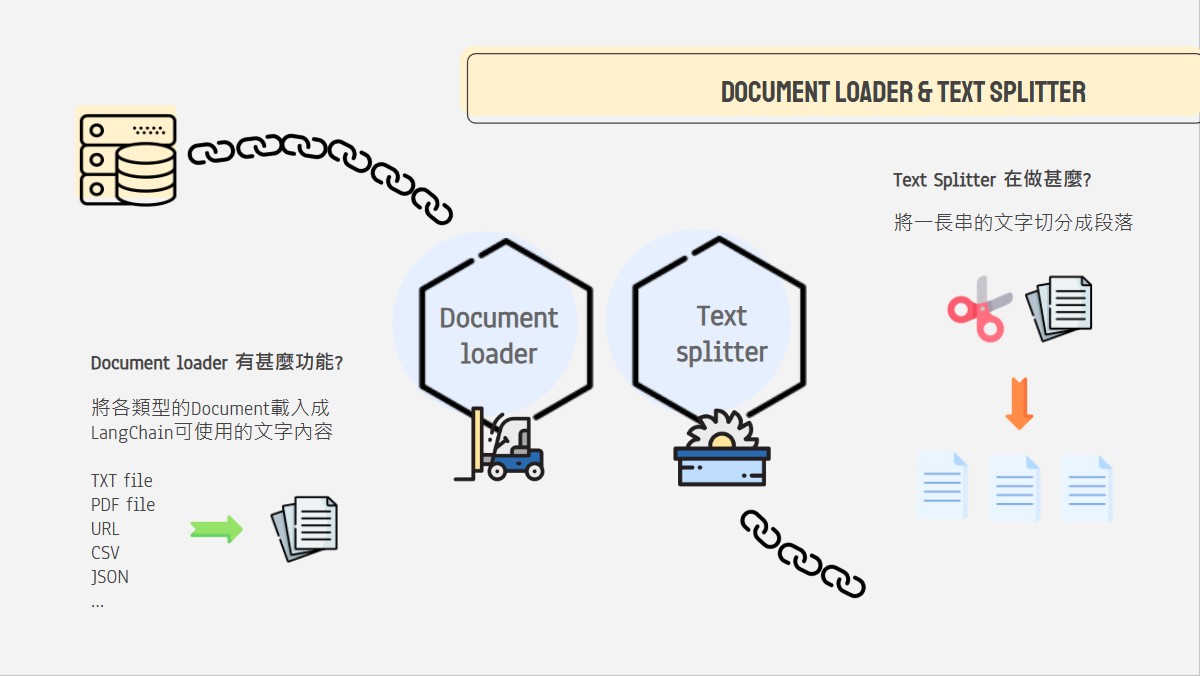 DOCUMENT LOADER & TEXT SPLITTER
Document
loader
Text
splitter
Document loader 有甚麼功能?
將各類型的Document載入成
LangChain可使用的文字內容
TXT file
PDF file
URL
CSV
JSON
...
Text Splitter 在做甚麼?
將一長串的文字切分成段落